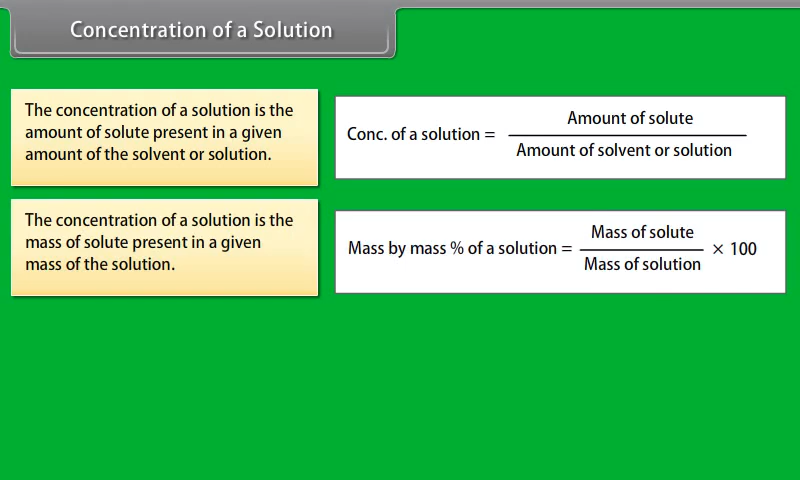 Concentration of a Solution
The concentration of a solution is the
amount of solute present in a given
amount of the solvent or solution.
Conc. of a solution = Amount of solute
Amount of solvent or solution
The concentration of a solution is the
mass of solute present in a given
mass of the solution.
Mass by mass % of a solution = Mass of solute
Mass of solution × 100